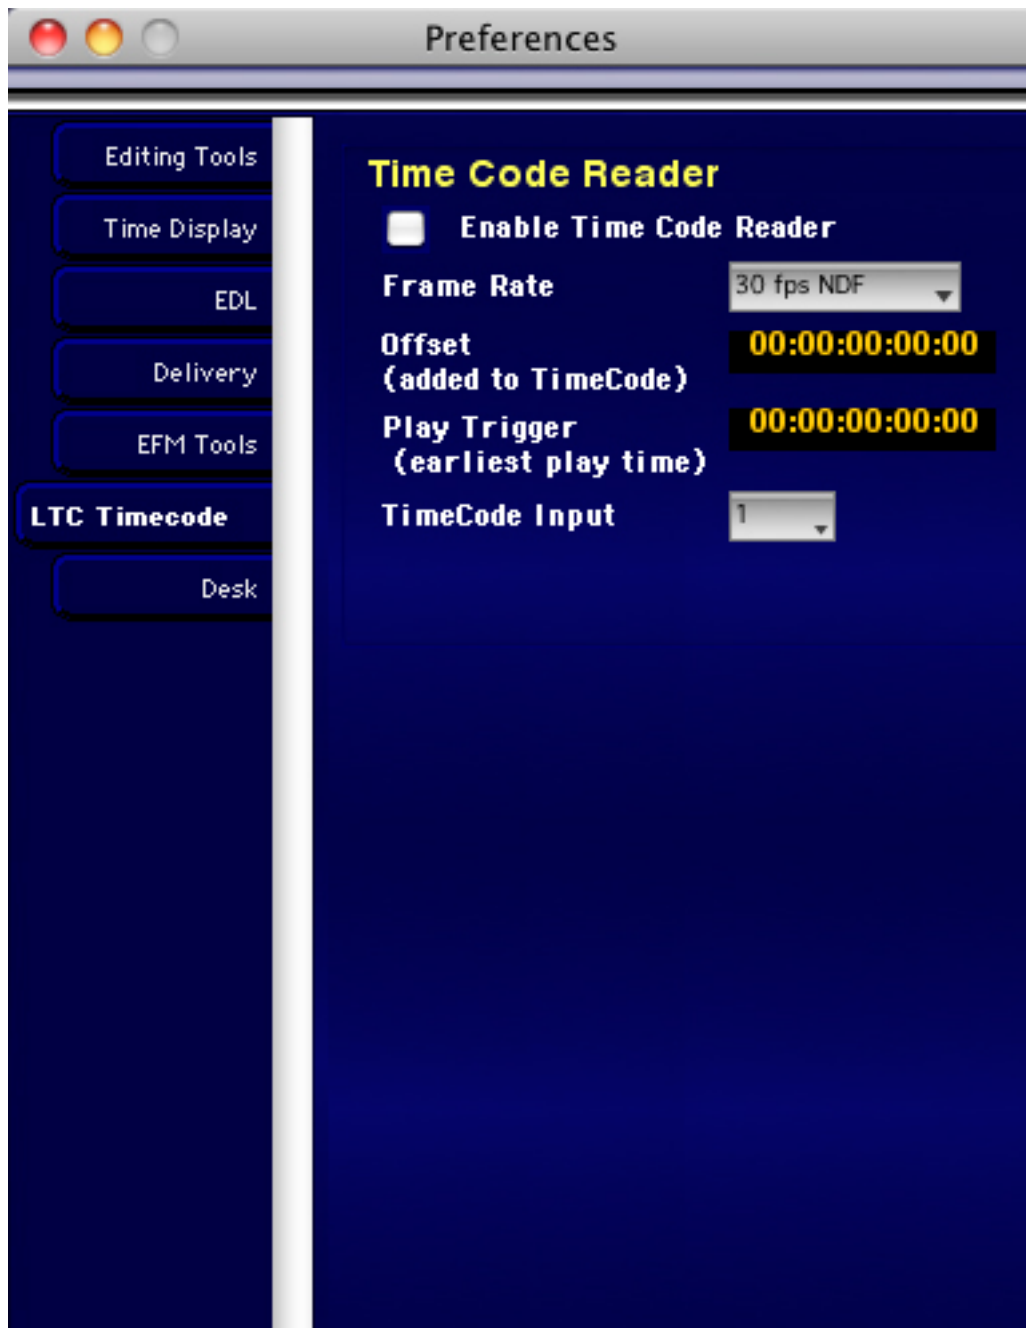 Preferences
Editing Tools
Time Display
EDL
Delivery
EFM Tools
LTC Timecode
Desk
Time Code Reader
Enable Time Code Reader
Frame Rate
30 fps NDF
Offset
(added to TimeCode)
00:00:00:00:00
Play Trigger
(earliest play time)
00:00:00:00:00
TimeCode Input
1